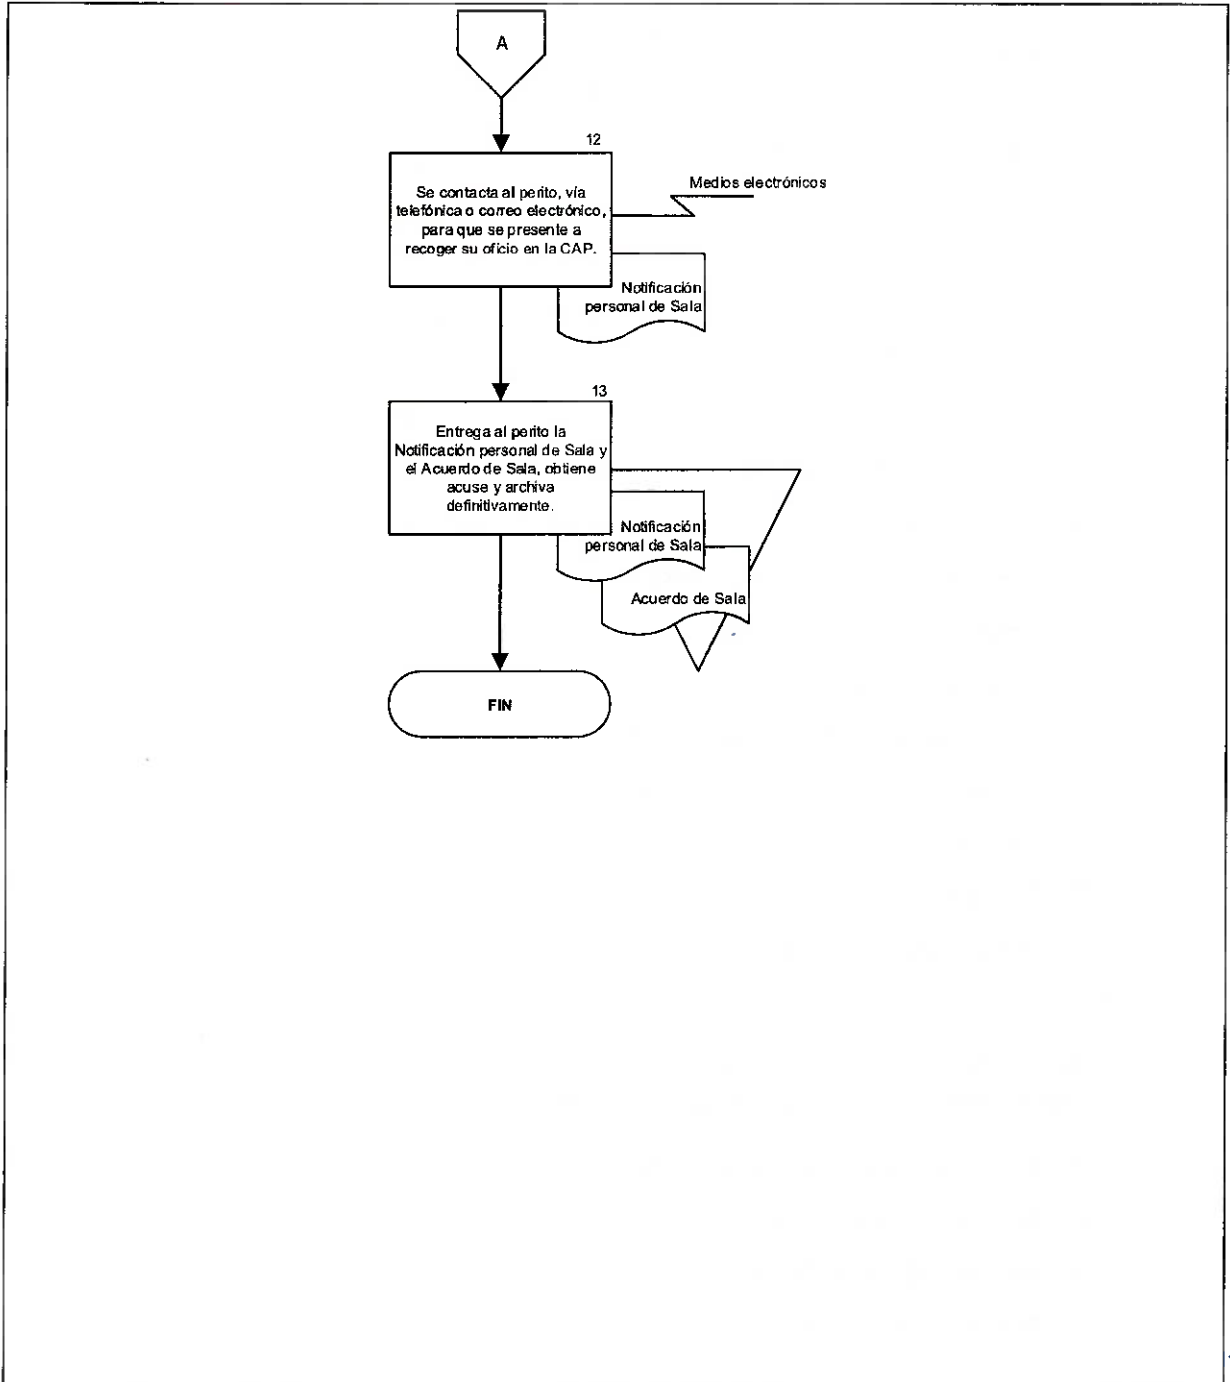 A
12
Se contacta al perito, vía
telefónica o correo electrónico,
para que se presente a
recoger su oficio en la CAP.
Medios electrónicos
Notificación
personal de Sala
13
Entrega al perito la
Notificación personal de Sala y
el Acuerdo de Sala, obtiene
acuse y archiva
definitivamente.
Notificación
personal de Sala
Acuerdo de Sala
FIN